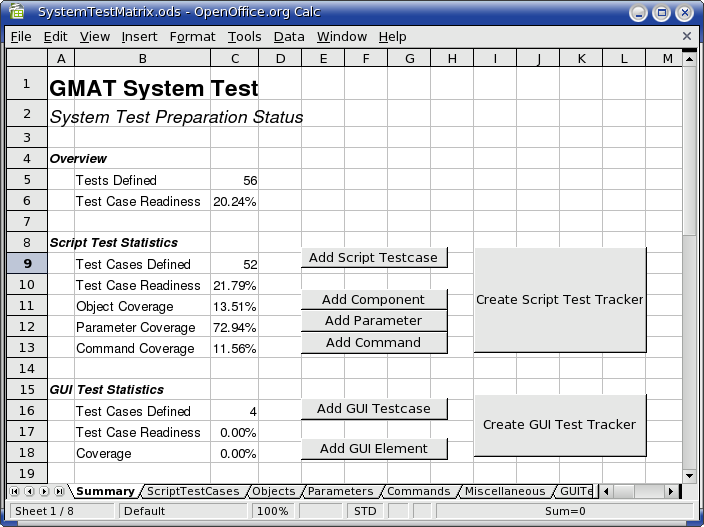 SystemTestMatrix.ods - OpenOffice.org Calc
File Edit View Insert Format Tools Data Window Help
A B C D E F G H I J K L M
1 GMAT System Test
2 System Test Preparation Status
3
4 Overview
5 Tests Defined 56
6 Test Case Readiness 20.24%
7
8 Script Test Statistics
9 Test Cases Defined 52 Add Script Testcase
10 Test Case Readiness 21.79%
11 Object Coverage 13.51% Add Component Create Script Test Tracker
12 Parameter Coverage 72.94% Add Parameter
13 Command Coverage 11.56% Add Command
14
15 GUI Test Statistics
16 Test Cases Defined 4 Add GUI Testcase
17 Test Case Readiness 0.00% Create GUI Test Tracker
18 Coverage 0.00% Add GUI Element
19
Summary ScriptTestCases Objects Parameters Commands Miscellaneous GUITe
Sheet 1 / 8 Default 100% STD Sum=0